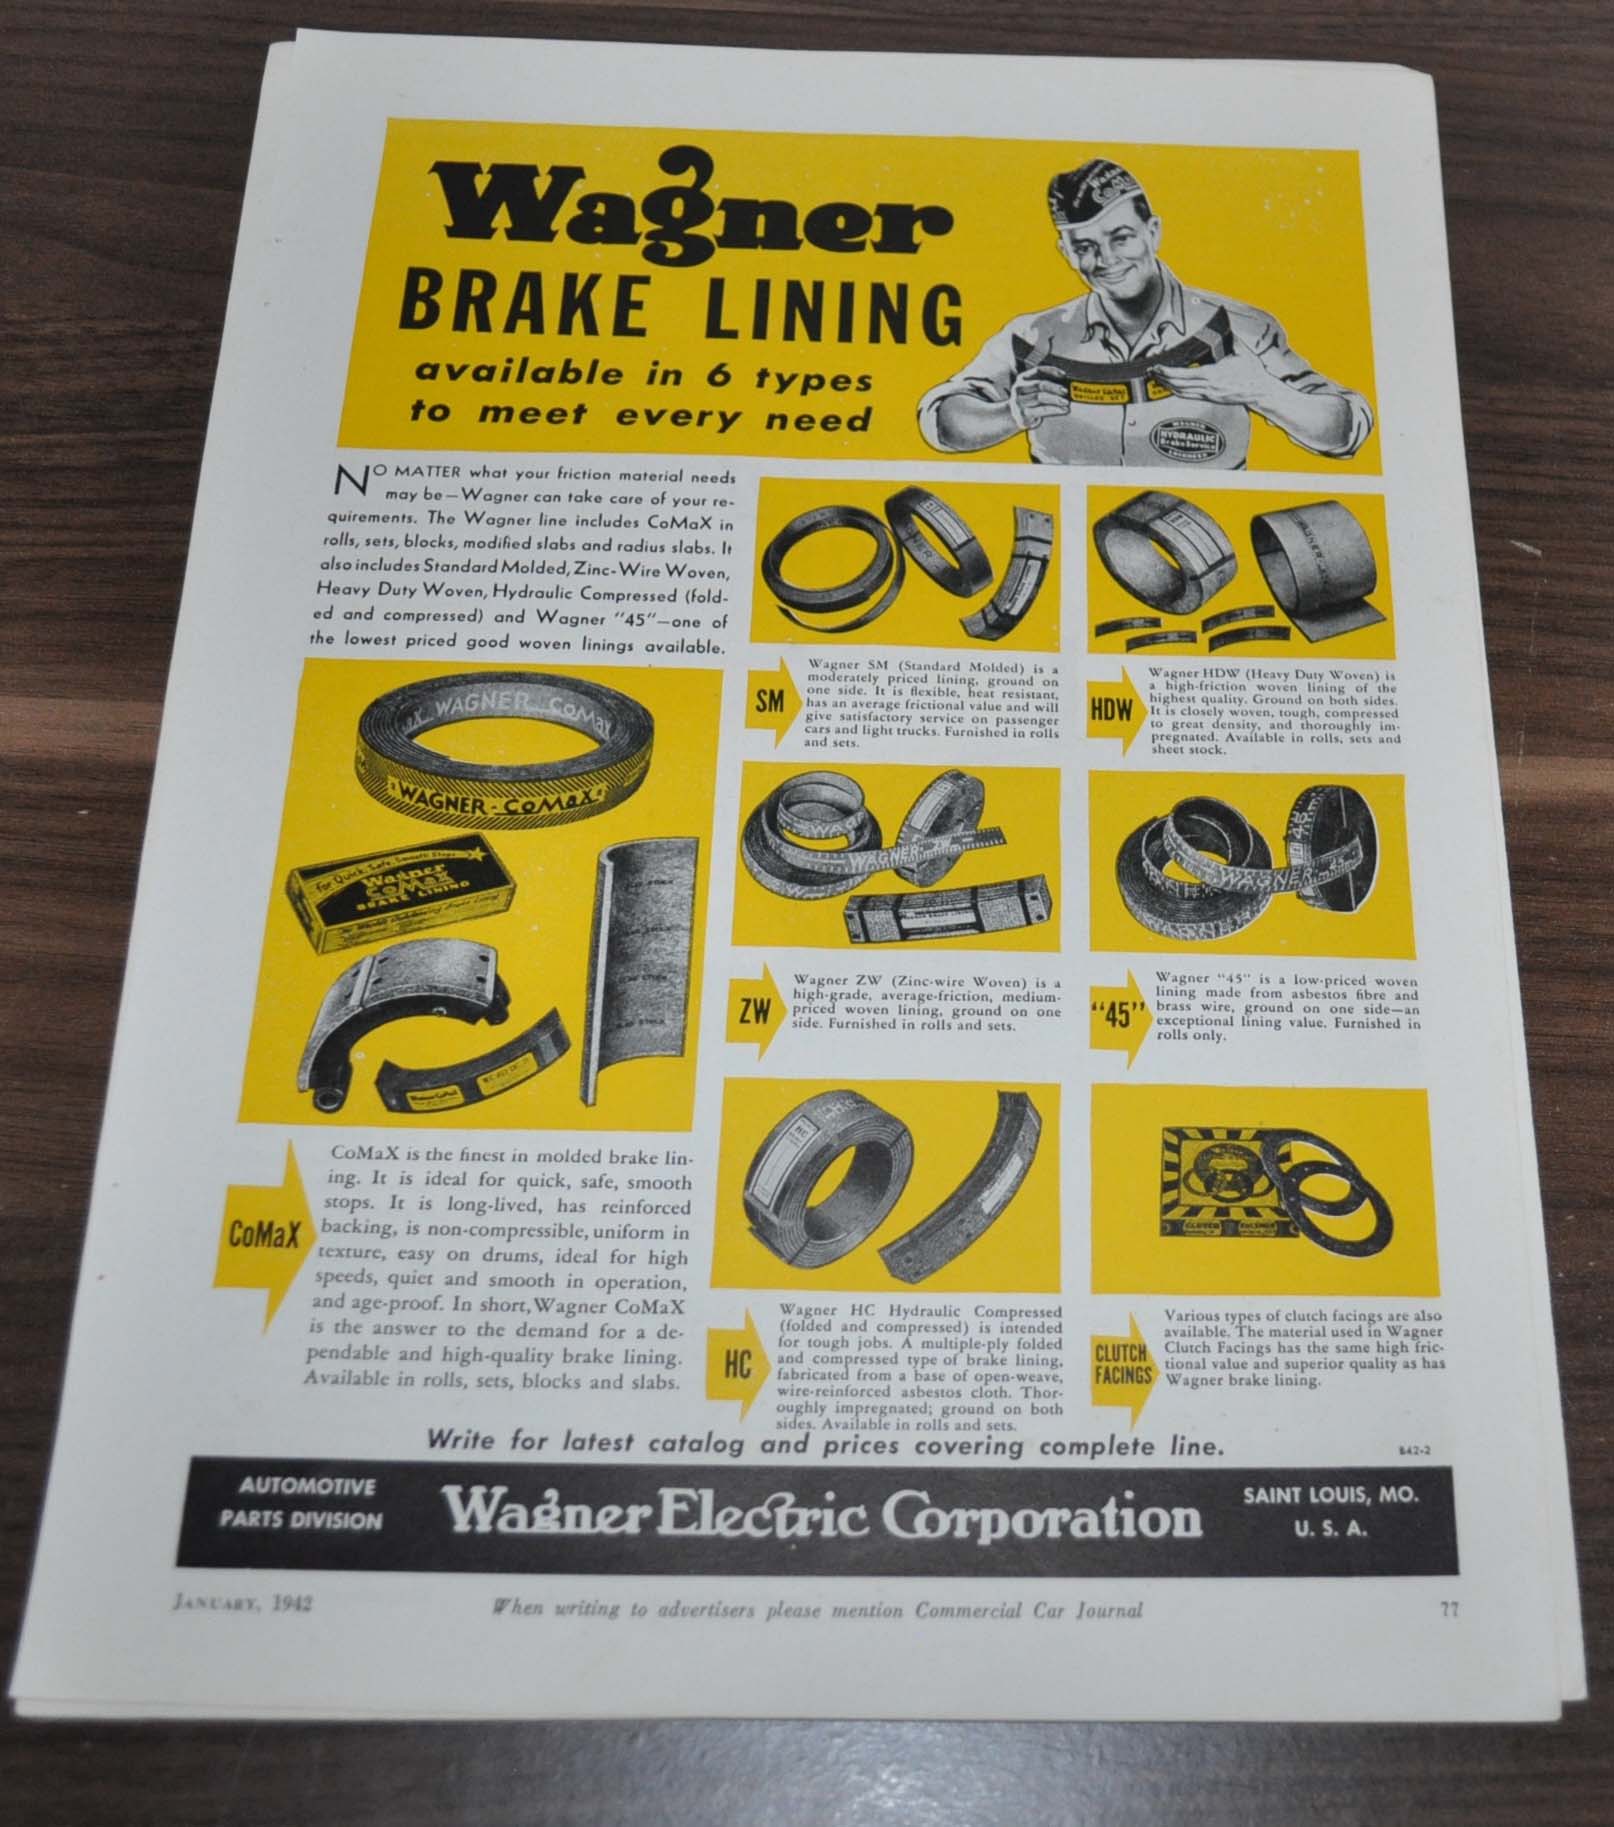 Wagner
BRAKE LINING
available in 6 types
to meet every need
HYDRAULIC
NO MATTER what your friction material needs
may be—Wagner can take care of your re-
quirements. The Wagner line includes CoMaX in
rolls, sets, blocks, modified slabs and radius slabs. It
also includes Standard Molded, Zinc-Wire Woven,
Heavy Duty Woven, Hydraulic Compressed (fold-
ed and compressed) and Wagner "45"—one of
the lowest priced good woven linings available.
WAGNER CoMaX
WAGNER-CoMaX
for Quick, Safe, Smooth Stops
Wagner
CoMaX
BRAKE LINING
CoMaX
CoMaX is the finest in molded brake lin-
ing. It is ideal for quick, safe, smooth
stops. It is long-lived, has reinforced
backing, is non-compressible, uniform in
texture, easy on drums, ideal for high
speeds, quiet and smooth in operation,
and age-proof. In short, Wagner CoMaX
is the answer to the demand for a de-
pendable and high-quality brake lining.
Available in rolls, sets, blocks and slabs.
SM
Wagner SM (Standard Molded) is a
moderately priced lining, ground on
one side. It is flexible, heat resistant,
has an average frictional value and will
give satisfactory service on passenger
cars and light trucks. Furnished in rolls
and sets.
HDW
Wagner HDW (Heavy Duty Woven) is
a high-friction woven lining of the
highest quality. Ground on both sides.
It is closely woven, tough, compressed
to great density, and thoroughly im-
pregnated. Available in rolls, sets and
sheet stock.
WAGNER ZW
ZW
Wagner ZW (Zinc-wire Woven) is a
high-grade, average-friction, medium-
priced woven lining, ground on one
side. Furnished in rolls and sets.
WAGNER
"45"
Wagner "45" is a low-priced woven
lining made from asbestos fibre and
brass wire, ground on one side—an
exceptional lining value. Furnished in
rolls only.
HC
HC
Wagner HC Hydraulic Compressed
(folded and compressed) is intended
for tough jobs. A multiple-ply folded
and compressed type of brake lining,
fabricated from a base of open-weave,
wire-reinforced asbestos cloth. Thor-
oughly impregnated; ground on both
sides. Available in rolls and sets.
CLUTCH
FACINGS
Various types of clutch facings are also
available. The material used in Wagner
Clutch Facings has the same high fric-
tional value and superior quality as has
Wagner brake lining.
Write for latest catalog and prices covering complete line.
B42-2
AUTOMOTIVE
PARTS DIVISION
Wagner Electric Corporation
SAINT LOUIS, MO.
U. S. A.
JANUARY, 1942
When writing to advertisers please mention Commercial Car Journal
77